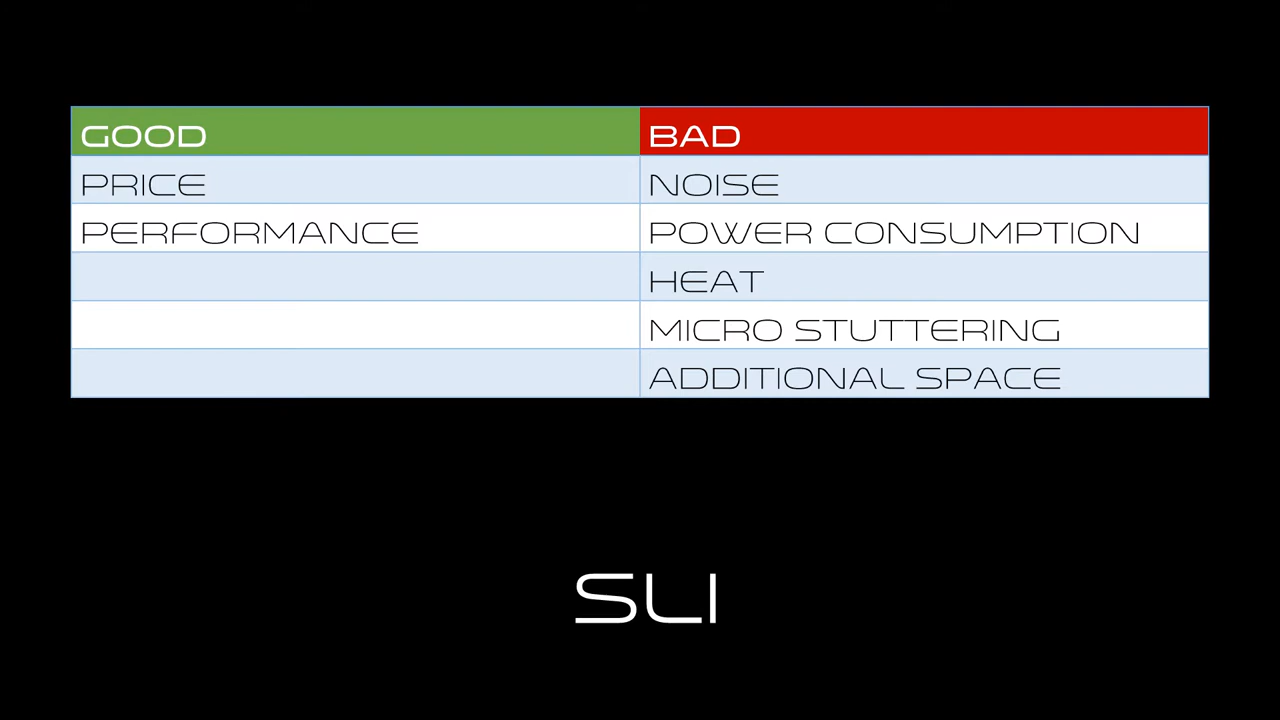 GOOD BAD
PRICE NOISE
PERFORMANCE POWER CONSUMPTION
HEAT
MICRO STUTTERING
ADDITIONAL SPACE
SLI